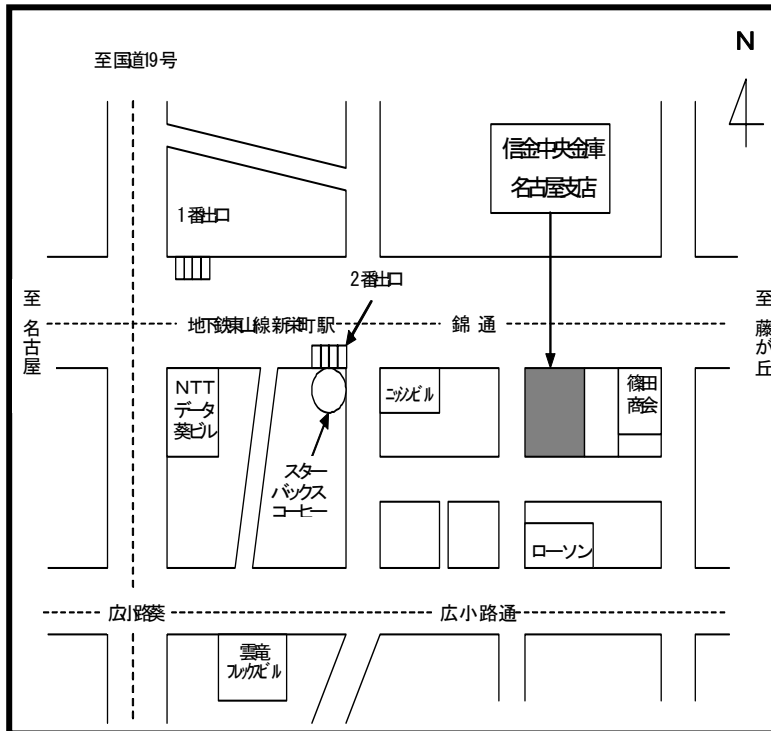 至国道19号
N
信金中央金庫
名古屋支店
1番出口
2番出口
至 名古屋
地下鉄東山線新栄町駅
錦通
至 藤が丘
NTT
データ
葵ビル
ニッシンビル
篠田
商会
スター
バックス
コーヒー
ローソン
広小路葵
広小路通
雲竜
フレックスビル